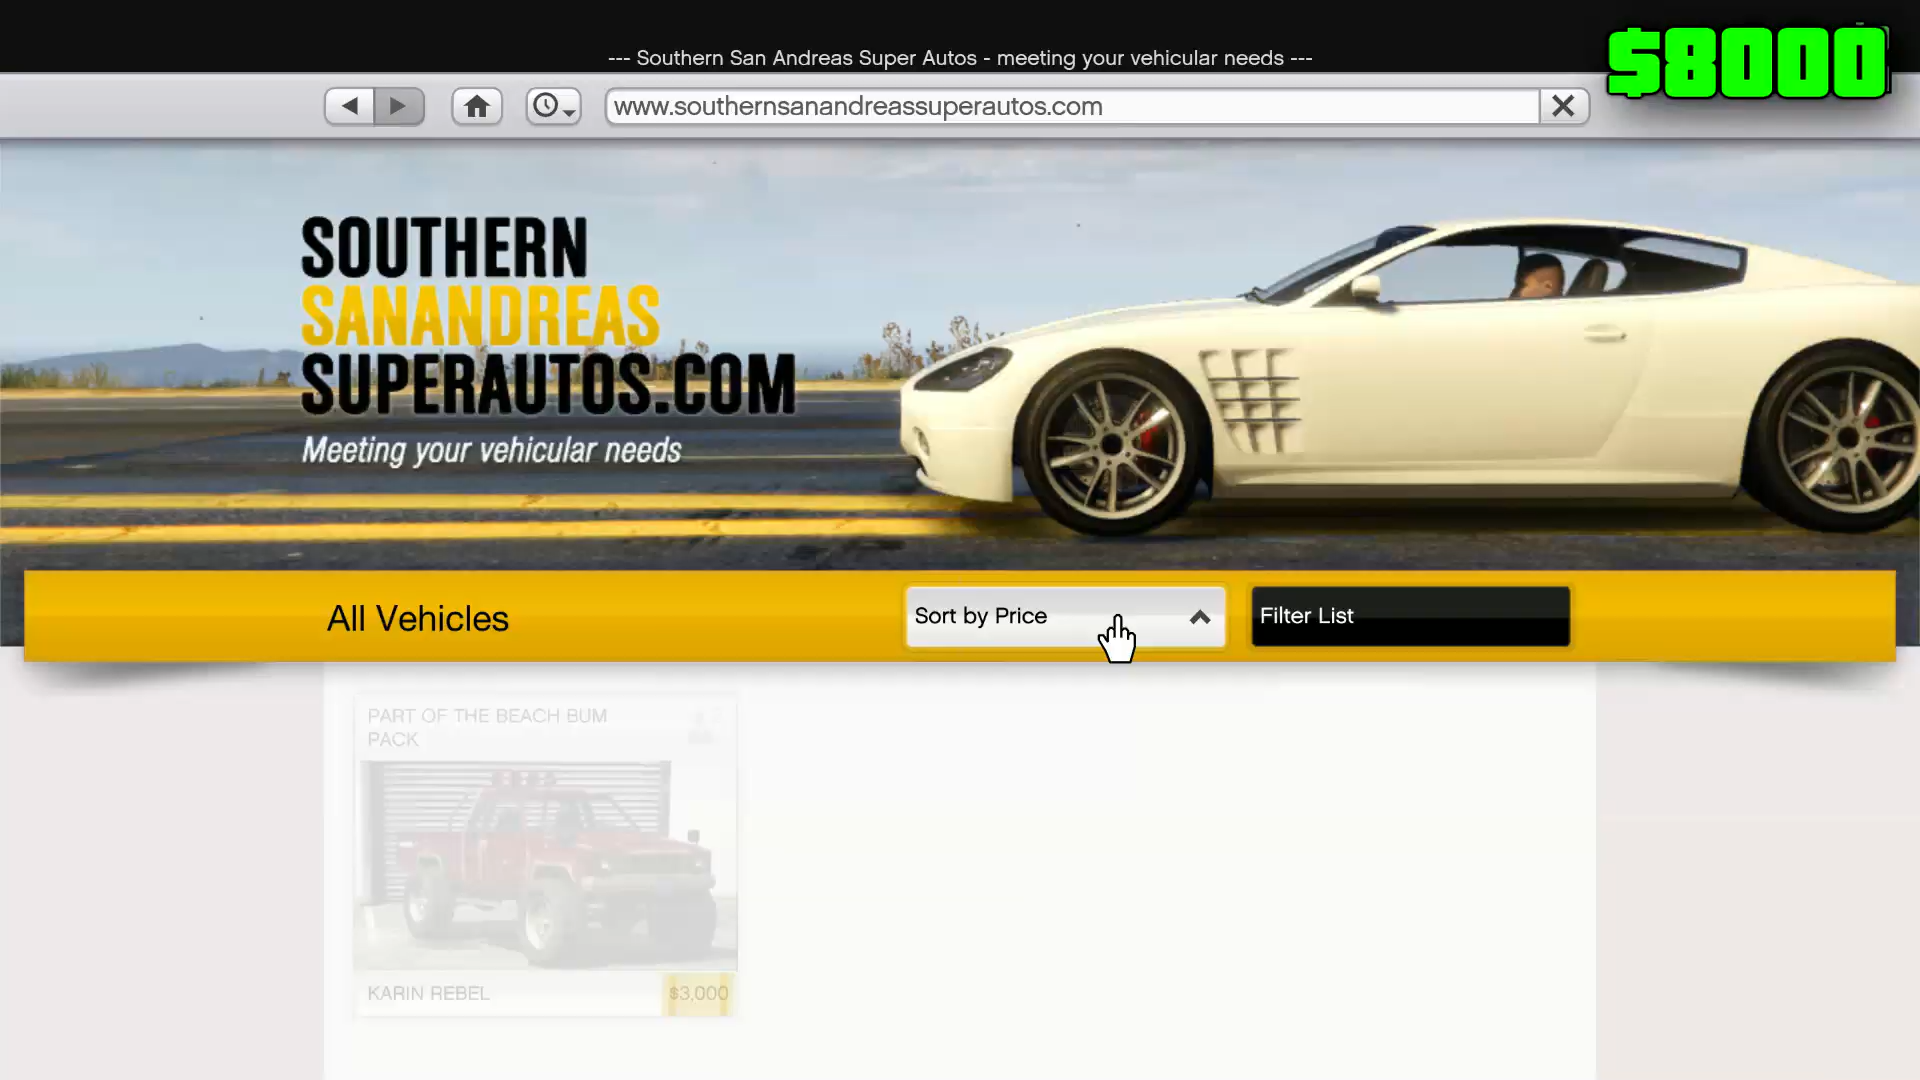 --- Southern San Andreas Super Autos - meeting your vehicular needs ---
$8000
www.southernsanandreassuperautos.com
SOUTHERN
SANANDREAS
SUPERAUTOS.COM
Meeting your vehicular needs
All Vehicles
Sort by Price
Filter List
PART OF THE BEACH BUM
PACK
KARIN REBEL
$3,000